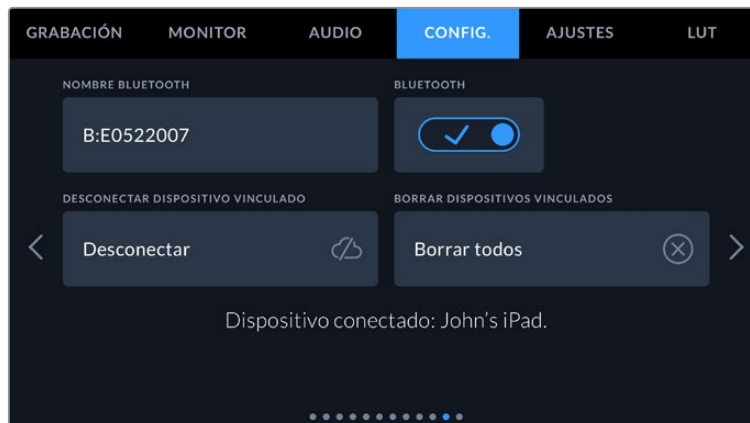 GRABACIÓN MONITOR AUDIO CONFIG. AJUSTES LUT
NOMBRE BLUETOOTH BLUETOOTH
B:E0522007
DESCONECTAR DISPOSITIVO VINCULADO BORRAR DISPOSITIVOS VINCULADOS
Desconectar Borrar todos
Dispositivo conectado: John’s iPad.